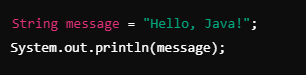 String message = "Hello, Java!";
System.out.println(message);